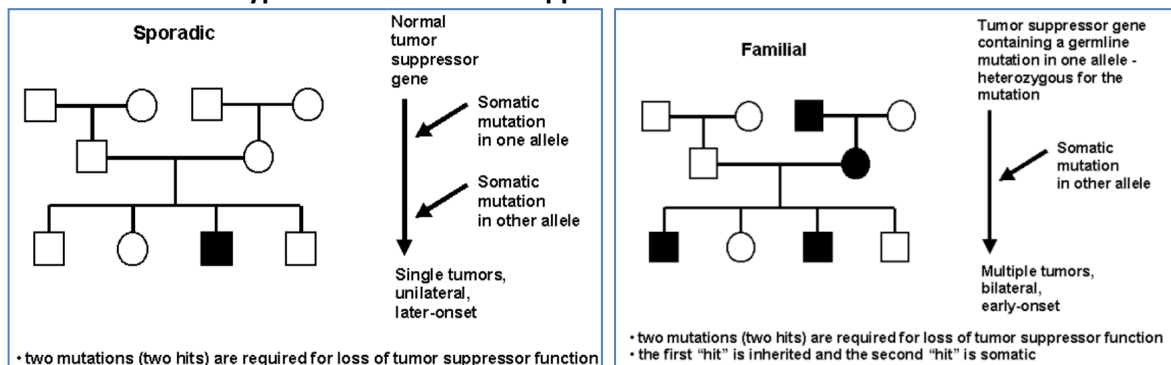 Sporadic
Normal
tumor
suppressor
gene
Somatic
mutation
in one allele
Somatic
mutation
in other allele
Single tumors,
unilateral,
later-onset
• two mutations (two hits) are required for loss of tumor suppressor function
Familial
Tumor suppressor gene
containing a germline
mutation in one allele -
heterozygous for the
mutation
Somatic
mutation
in other allele
Multiple tumors,
bilateral,
early-onset
• two mutations (two hits) are required for loss of tumor suppressor function
• the first "hit" is inherited and the second "hit" is somatic